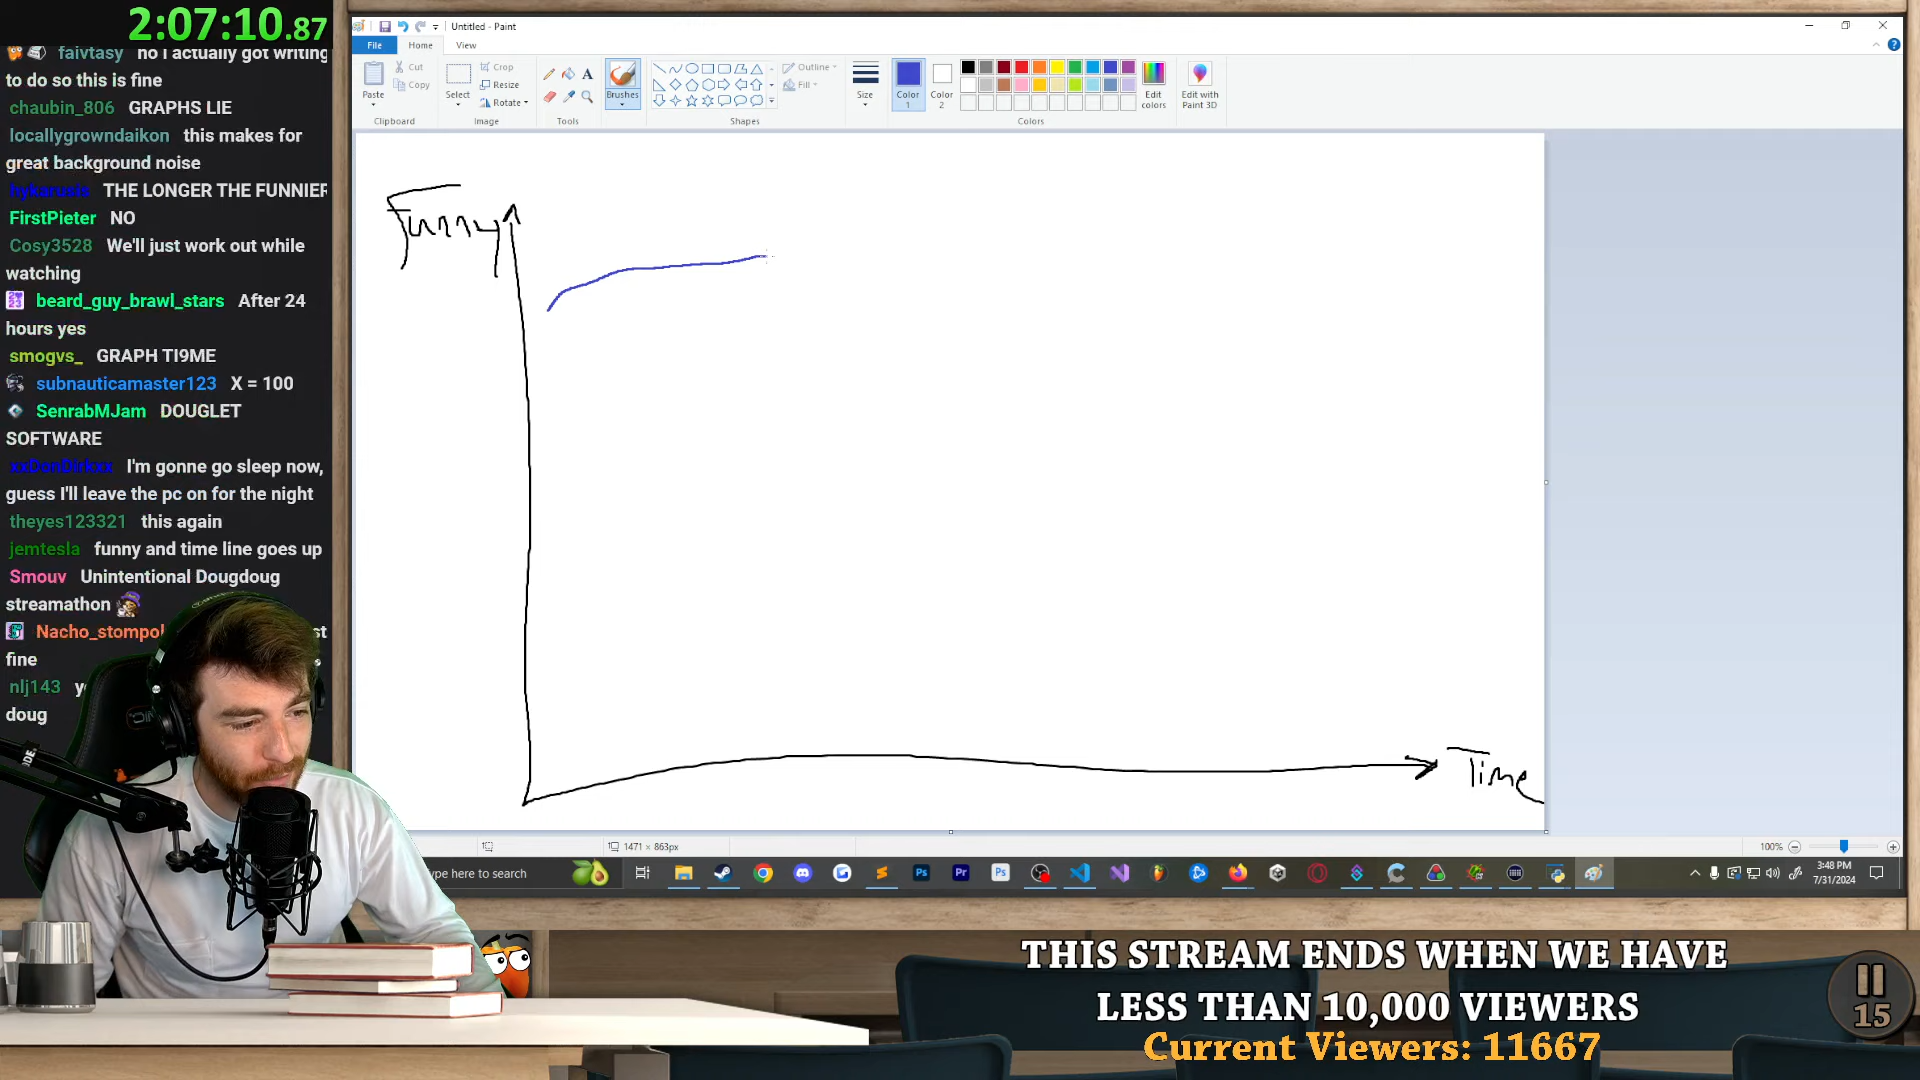 2:07:10.87
faivtasy no i actually got writing
to do so this is fine
chaubin_806 GRAPHS LIE
locallygrowndaikon this makes for
great background noise
THE LONGER THE FUNNIER
FirstPieter NO
Cosy3528 We'll just work out while
watching
beard_guy_brawl_stars After 24
hours yes
smogvs_ GRAPH TI9ME
subnauticamaster123 X = 100
SenrabMJam DOUGLET
SOFTWARE
xxDonDirkxx I'm gonne go sleep now,
guess I'll leave the pc on for the night
theyes123321 this again
jemtesla funny and time line goes up
Smouv Unintentional Dougdoug
streamathon
Nacho_stompol st
fine
nlj143 y
doug
Untitled - Paint
File Home View
Paste
Cut
Copy
Clipboard
Select
Crop
Resize
Rotate
Image
Tools
Brushes
Outline
Fill
Shapes
Size
Color
1
Color
2
Edit
colors
Colors
Edit with
Paint 3D
Funny
Time
1471 × 863px
100%
ype here to search
Ps
Pr
Ps
3:48 PM
7/31/2024
THIS STREAM ENDS WHEN WE HAVE
LESS THAN 10,000 VIEWERS
Current Viewers: 11667
15